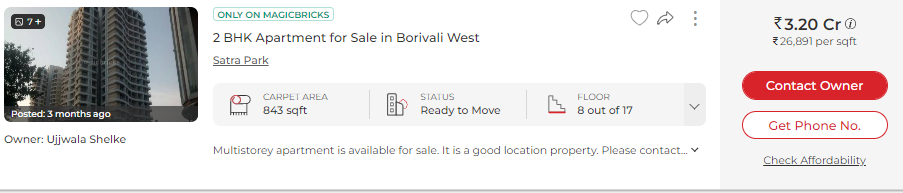 7 +
Posted: 3 months ago
Owner: Ujjwala Shelke
ONLY ON MAGICBRICKS
2 BHK Apartment for Sale in Borivali West
Satra Park
CARPET AREA
843 sqft
STATUS
Ready to Move
FLOOR
8 out of 17
Multistorey apartment is available for sale. It is a good location property. Please contact...
₹3.20 Cr
₹26,891 per sqft
Contact Owner
Get Phone No.
Check Affordability